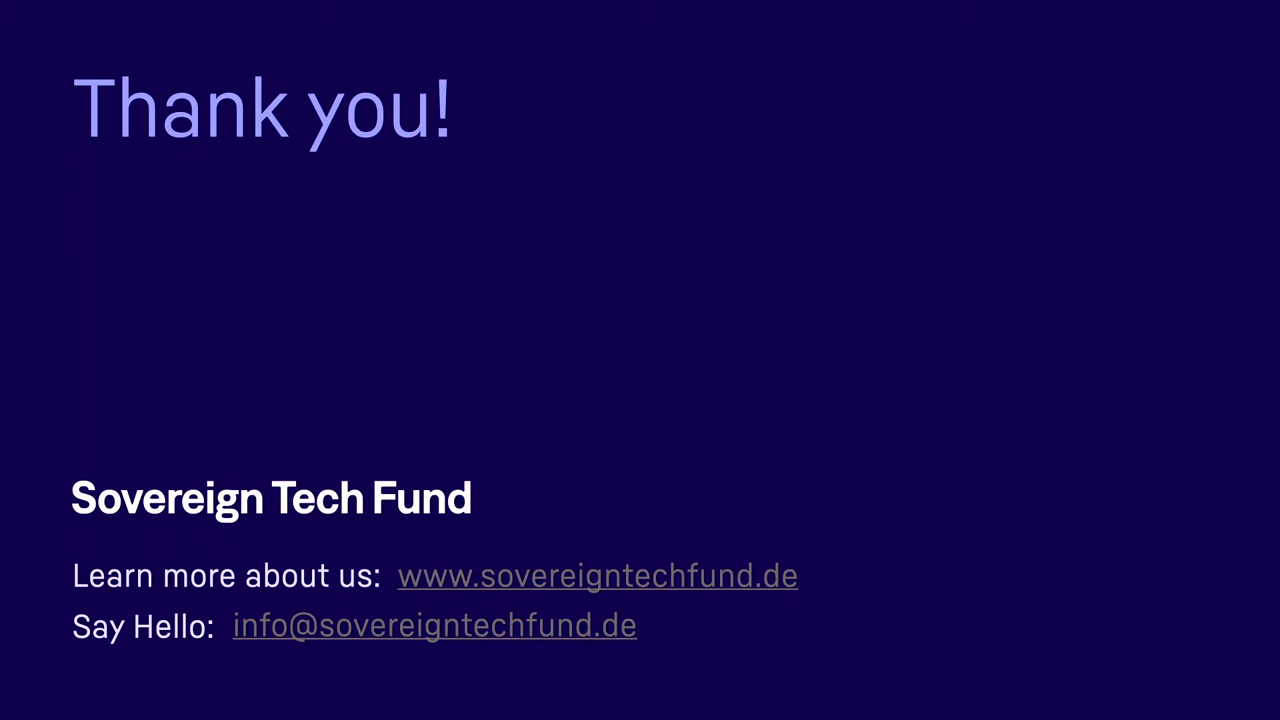 Thank you!
Sovereign Tech Fund
Learn more about us: www.sovereigntechfund.de
Say Hello: info@sovereigntechfund.de